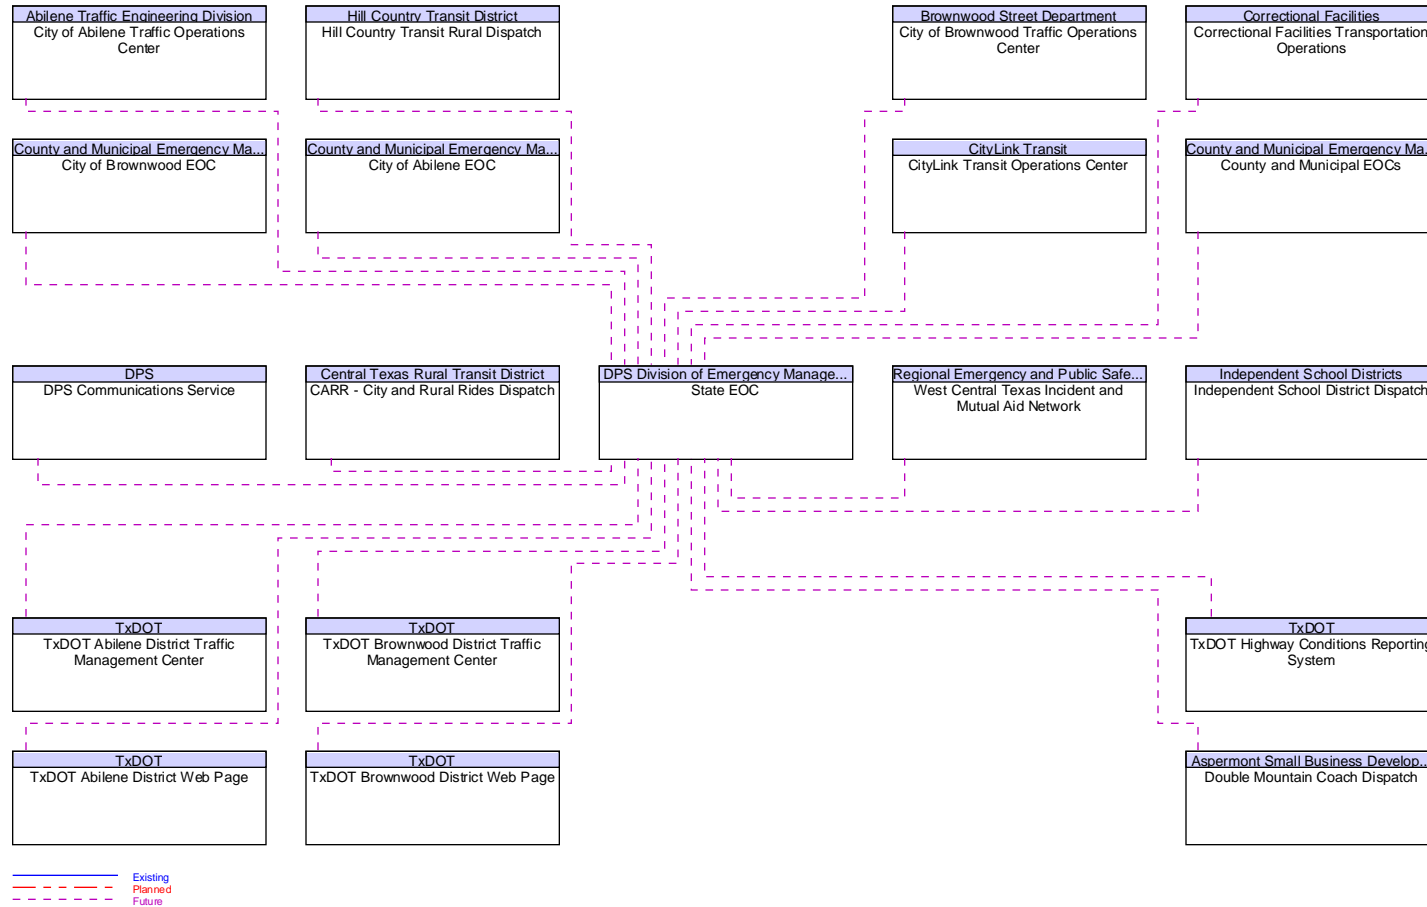 Abilene Traffic Engineering Division
City of Abilene Traffic Operations
Center
Hill Country Transit District
Hill Country Transit Rural Dispatch
Brownwood Street Department
City of Brownwood Traffic Operations
Center
Correctional Facilities
Correctional Facilities Transportation
Operations
County and Municipal Emergency Ma...
City of Brownwood EOC
County and Municipal Emergency Ma...
City of Abilene EOC
CityLink Transit
CityLink Transit Operations Center
County and Municipal Emergency Ma...
County and Municipal EOCs
DPS
DPS Communications Service
Central Texas Rural Transit District
CARR - City and Rural Rides Dispatch
DPS Division of Emergency Manage...
State EOC
Regional Emergency and Public Safe...
West Central Texas Incident and
Mutual Aid Network
Independent School Districts
Independent School District Dispatch
TxDOT
TxDOT Abilene District Traffic
Management Center
TxDOT
TxDOT Brownwood District Traffic
Management Center
TxDOT
TxDOT Highway Conditions Reporting
System
TxDOT
TxDOT Abilene District Web Page
TxDOT
TxDOT Brownwood District Web Page
Aspermont Small Business Develop...
Double Mountain Coach Dispatch
Existing
Planned
Future